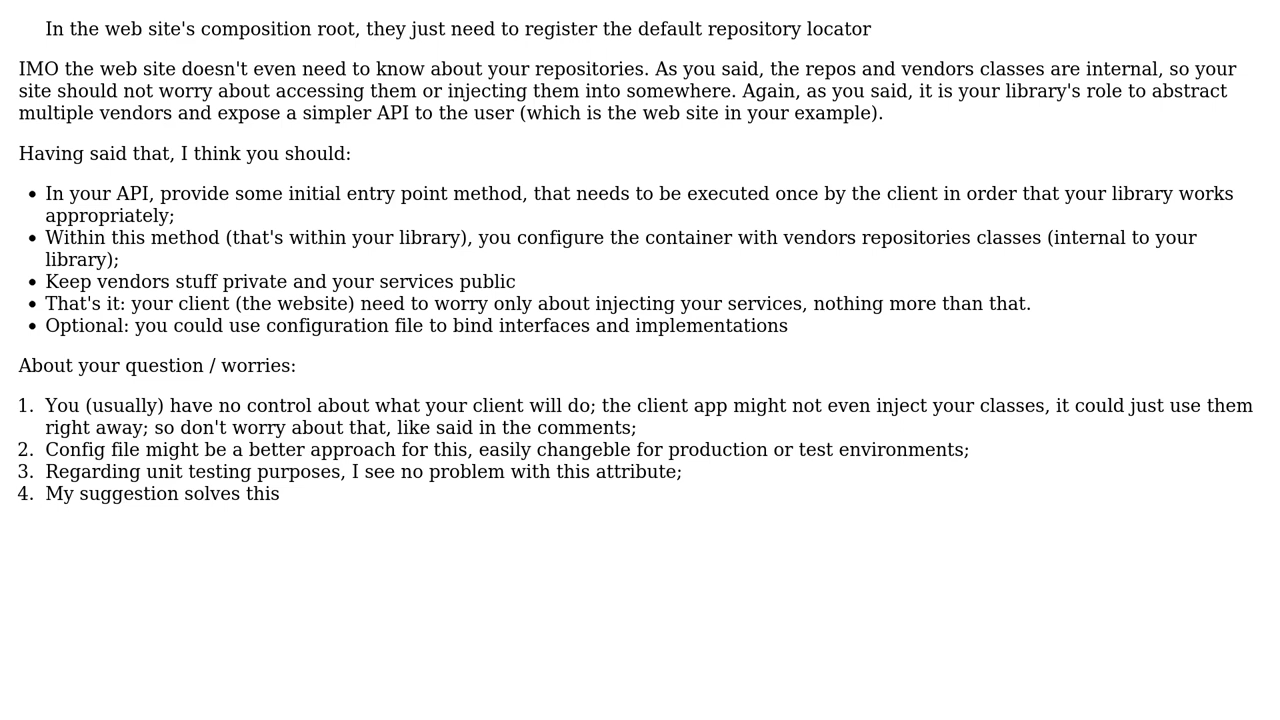 In the web site's composition root, they just need to register the default repository locator
IMO the web site doesn't even need to know about your repositories. As you said, the repos and vendors classes are internal, so your
site should not worry about accessing them or injecting them into somewhere. Again, as you said, it is your library's role to abstract
multiple vendors and expose a simpler API to the user (which is the web site in your example).
Having said that, I think you should:
• In your API, provide some initial entry point method, that needs to be executed once by the client in order that your library works
appropriately;
• Within this method (that's within your library), you configure the container with vendors repositories classes (internal to your
library);
• Keep vendors stuff private and your services public
• That's it: your client (the website) need to worry only about injecting your services, nothing more than that.
• Optional: you could use configuration file to bind interfaces and implementations
About your question / worries:
1. You (usually) have no control about what your client will do; the client app might not even inject your classes, it could just use them
right away; so don't worry about that, like said in the comments;
2. Config file might be a better approach for this, easily changeble for production or test environments;
3. Regarding unit testing purposes, I see no problem with this attribute;
4. My suggestion solves this